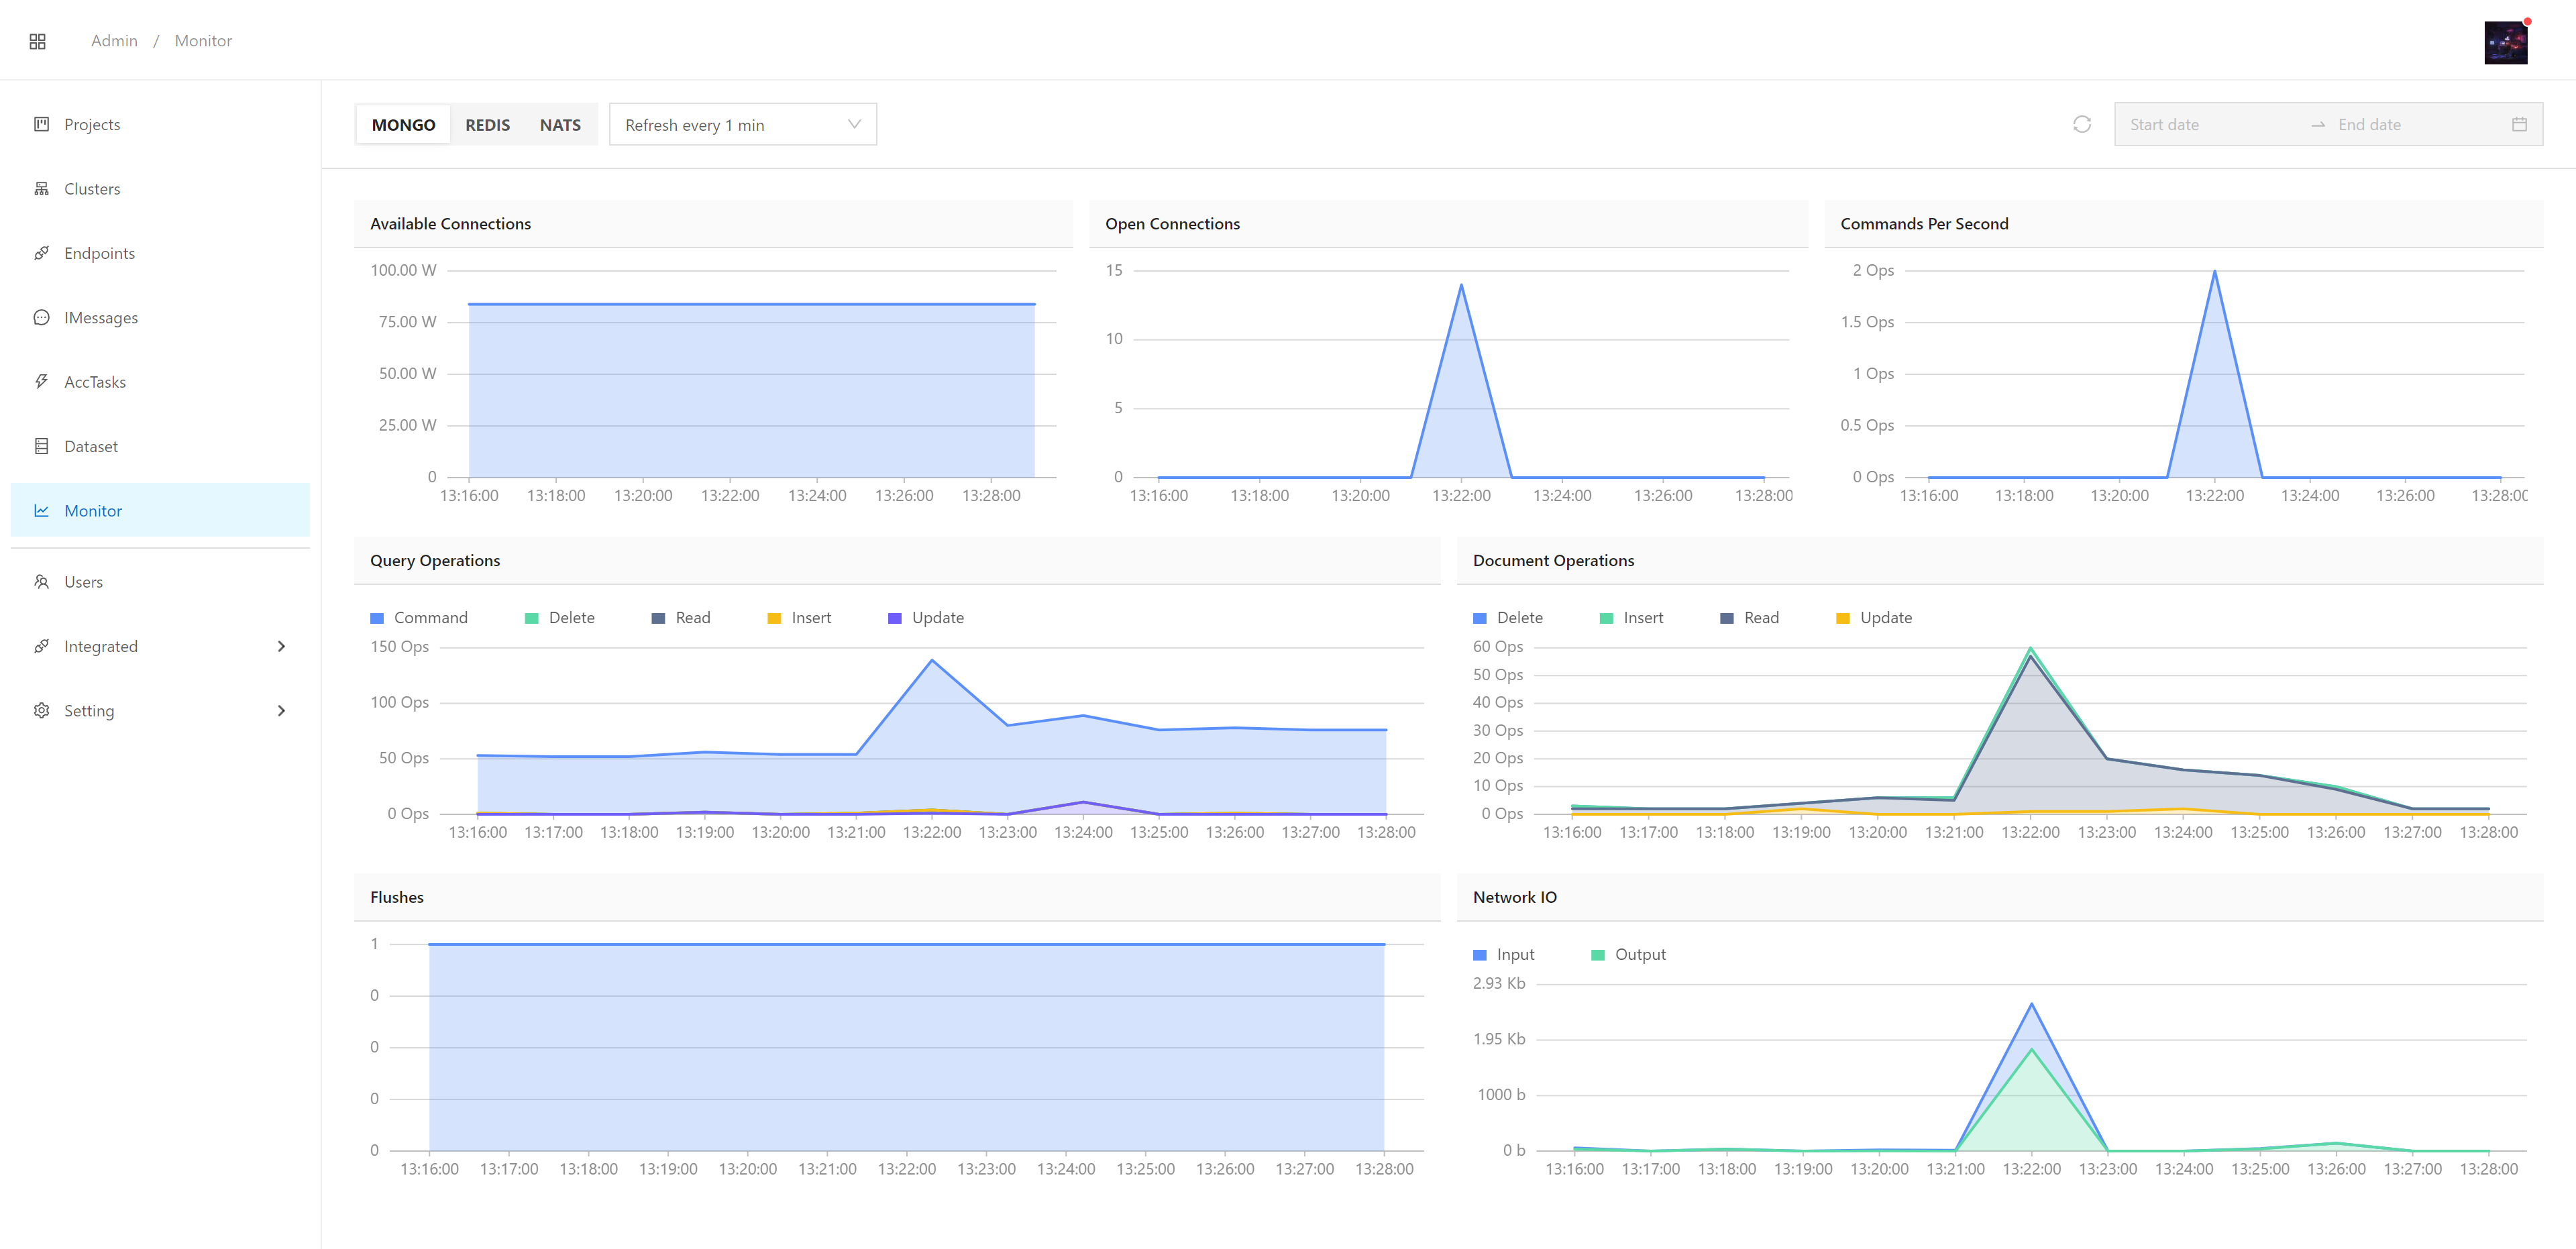 Admin / Monitor
Projects
Clusters
Endpoints
IMessages
AccTasks
Dataset
Monitor
Users
Integrated
Setting
MONGO REDIS NATS Refresh every 1 min Start date End date
Available Connections
100.00 W
75.00 W
50.00 W
25.00 W
0
13:16:00 13:18:00 13:20:00 13:22:00 13:24:00 13:26:00 13:28:00
Open Connections
15
10
5
0
13:16:00 13:18:00 13:20:00 13:22:00 13:24:00 13:26:00 13:28:00
Commands Per Second
2 Ops
1.5 Ops
1 Ops
0.5 Ops
0 Ops
13:16:00 13:18:00 13:20:00 13:22:00 13:24:00 13:26:00 13:28:00
Query Operations
Command Delete Read Insert Update
150 Ops
100 Ops
50 Ops
0 Ops
13:16:00 13:17:00 13:18:00 13:19:00 13:20:00 13:21:00 13:22:00 13:23:00 13:24:00 13:25:00 13:26:00 13:27:00 13:28:00
Document Operations
Delete Insert Read Update
60 Ops
50 Ops
40 Ops
30 Ops
20 Ops
10 Ops
0 Ops
13:16:00 13:17:00 13:18:00 13:19:00 13:20:00 13:21:00 13:22:00 13:23:00 13:24:00 13:25:00 13:26:00 13:27:00 13:28:00
Flushes
1
0
0
0
0
13:16:00 13:17:00 13:18:00 13:19:00 13:20:00 13:21:00 13:22:00 13:23:00 13:24:00 13:25:00 13:26:00 13:27:00 13:28:00
Network IO
Input Output
2.93 Kb
1.95 Kb
1000 b
0 b
13:16:00 13:17:00 13:18:00 13:19:00 13:20:00 13:21:00 13:22:00 13:23:00 13:24:00 13:25:00 13:26:00 13:27:00 13:28:00